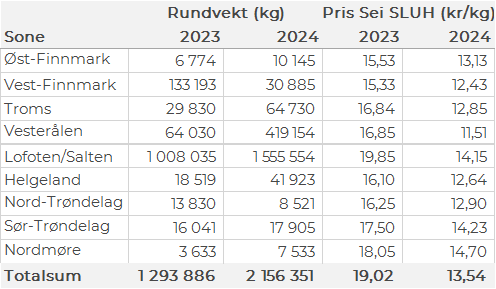 Rundvekt (kg) Pris Sei SLUH (kr/kg)
Sone 2023 2024 2023 2024
Øst-Finnmark 6 774 10 145 15,53 13,13
Vest-Finnmark 133 193 30 885 15,33 12,43
Troms 29 830 64 730 16,84 12,85
Vesterålen 64 030 419 154 16,85 11,51
Lofoten/Salten 1 008 035 1 555 554 19,85 14,15
Helgeland 18 519 41 923 16,10 12,64
Nord-Trøndelag 13 830 8 521 16,25 12,90
Sør-Trøndelag 16 041 17 905 17,50 14,23
Nordmøre 3 633 7 533 18,05 14,70
Totalsum 1 293 886 2 156 351 19,02 13,54